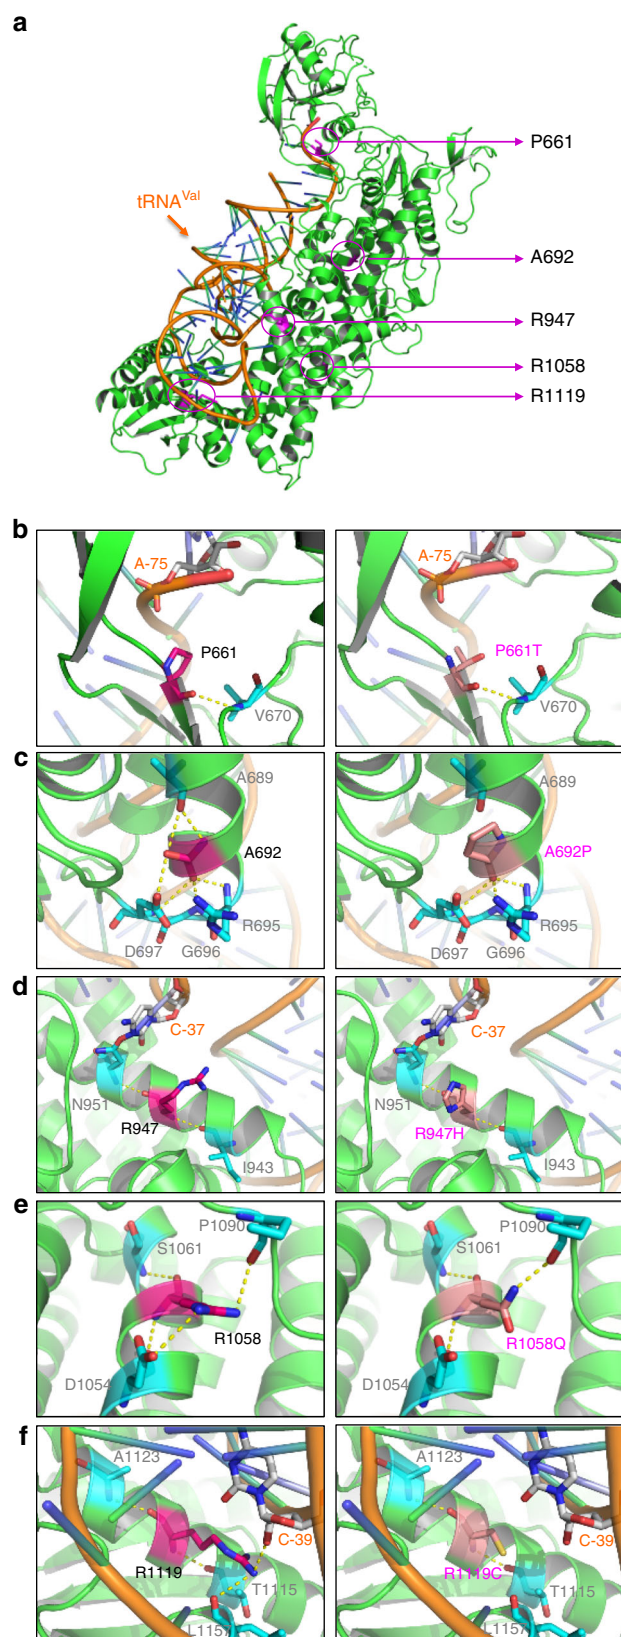 a
P661
tRNA^Val
A692
R947
R1058
R1119
b
A-75
P661
V670
A-75
P661T
V670
c
A689
A692
R695
D697
G696
A689
A692P
R695
D697
G696
d
C-37
N951
R947
I943
C-37
N951
R947H
I943
e
P1090
S1061
R1058
D1054
P1090
S1061
R1058Q
D1054
f
A1123
C-39
R1119
T1115
L1157
A1123
C-39
R1119C
T1115
L1157